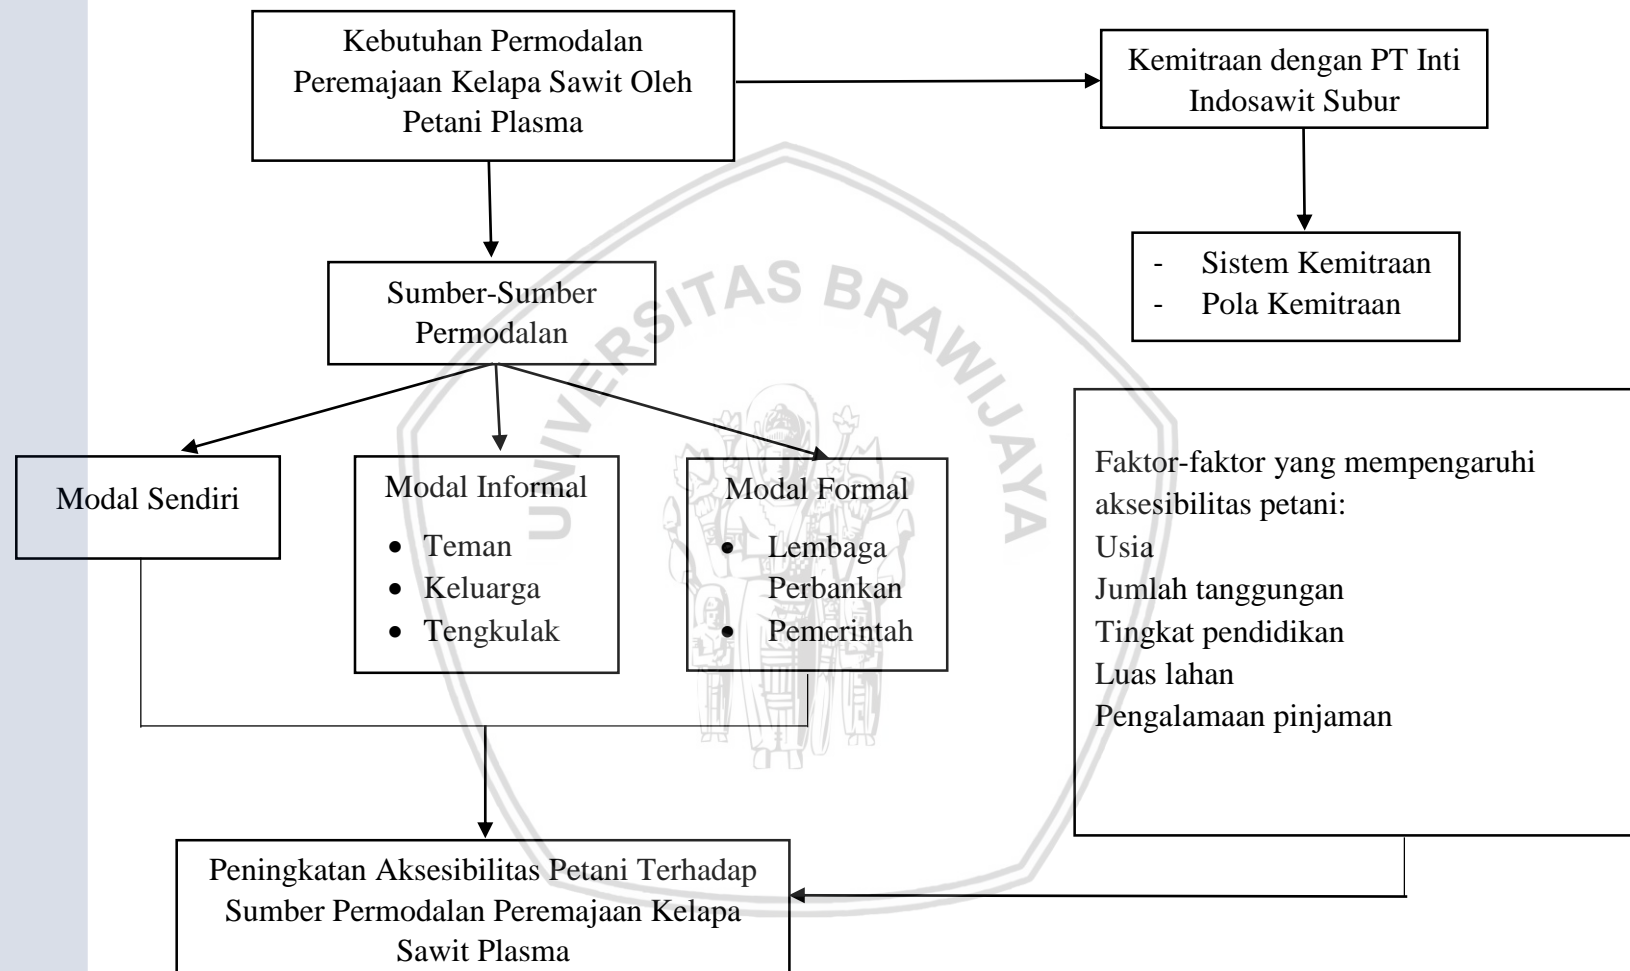 Kebutuhan Permodalan
Peremajaan Kelapa Sawit Oleh
Petani Plasma
Kemitraan dengan PT Inti
Indosawit Subur
- Sistem Kemitraan
- Pola Kemitraan
Sumber-Sumber
Permodalan
UNIVERSITAS BRAWIJAYA
Modal Sendiri
Modal Informal
• Teman
• Keluarga
• Tengkulak
Modal Formal
• Lembaga
Perbankan
• Pemerintah
Faktor-faktor yang mempengaruhi
aksesibilitas petani:
Usia
Jumlah tanggungan
Tingkat pendidikan
Luas lahan
Pengalamaan pinjaman
Peningkatan Aksesibilitas Petani Terhadap
Sumber Permodalan Peremajaan Kelapa
Sawit Plasma